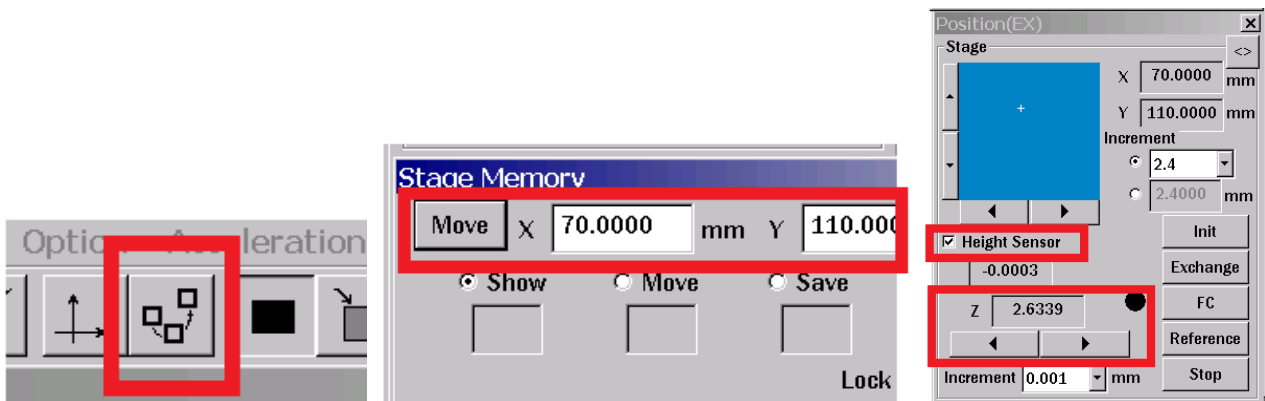 Option Acceleration
Stage Memory
Move X 70.0000 mm Y 110.000
Show Move Save
Lock
Position(EX)
Stage
<>
X 70.0000 mm
Y 110.0000 mm
Increment
2.4
2.4000 mm
Height Sensor
Init
-0.0003
Exchange
Z 2.6339
FC
Reference
Increment 0.001 mm
Stop